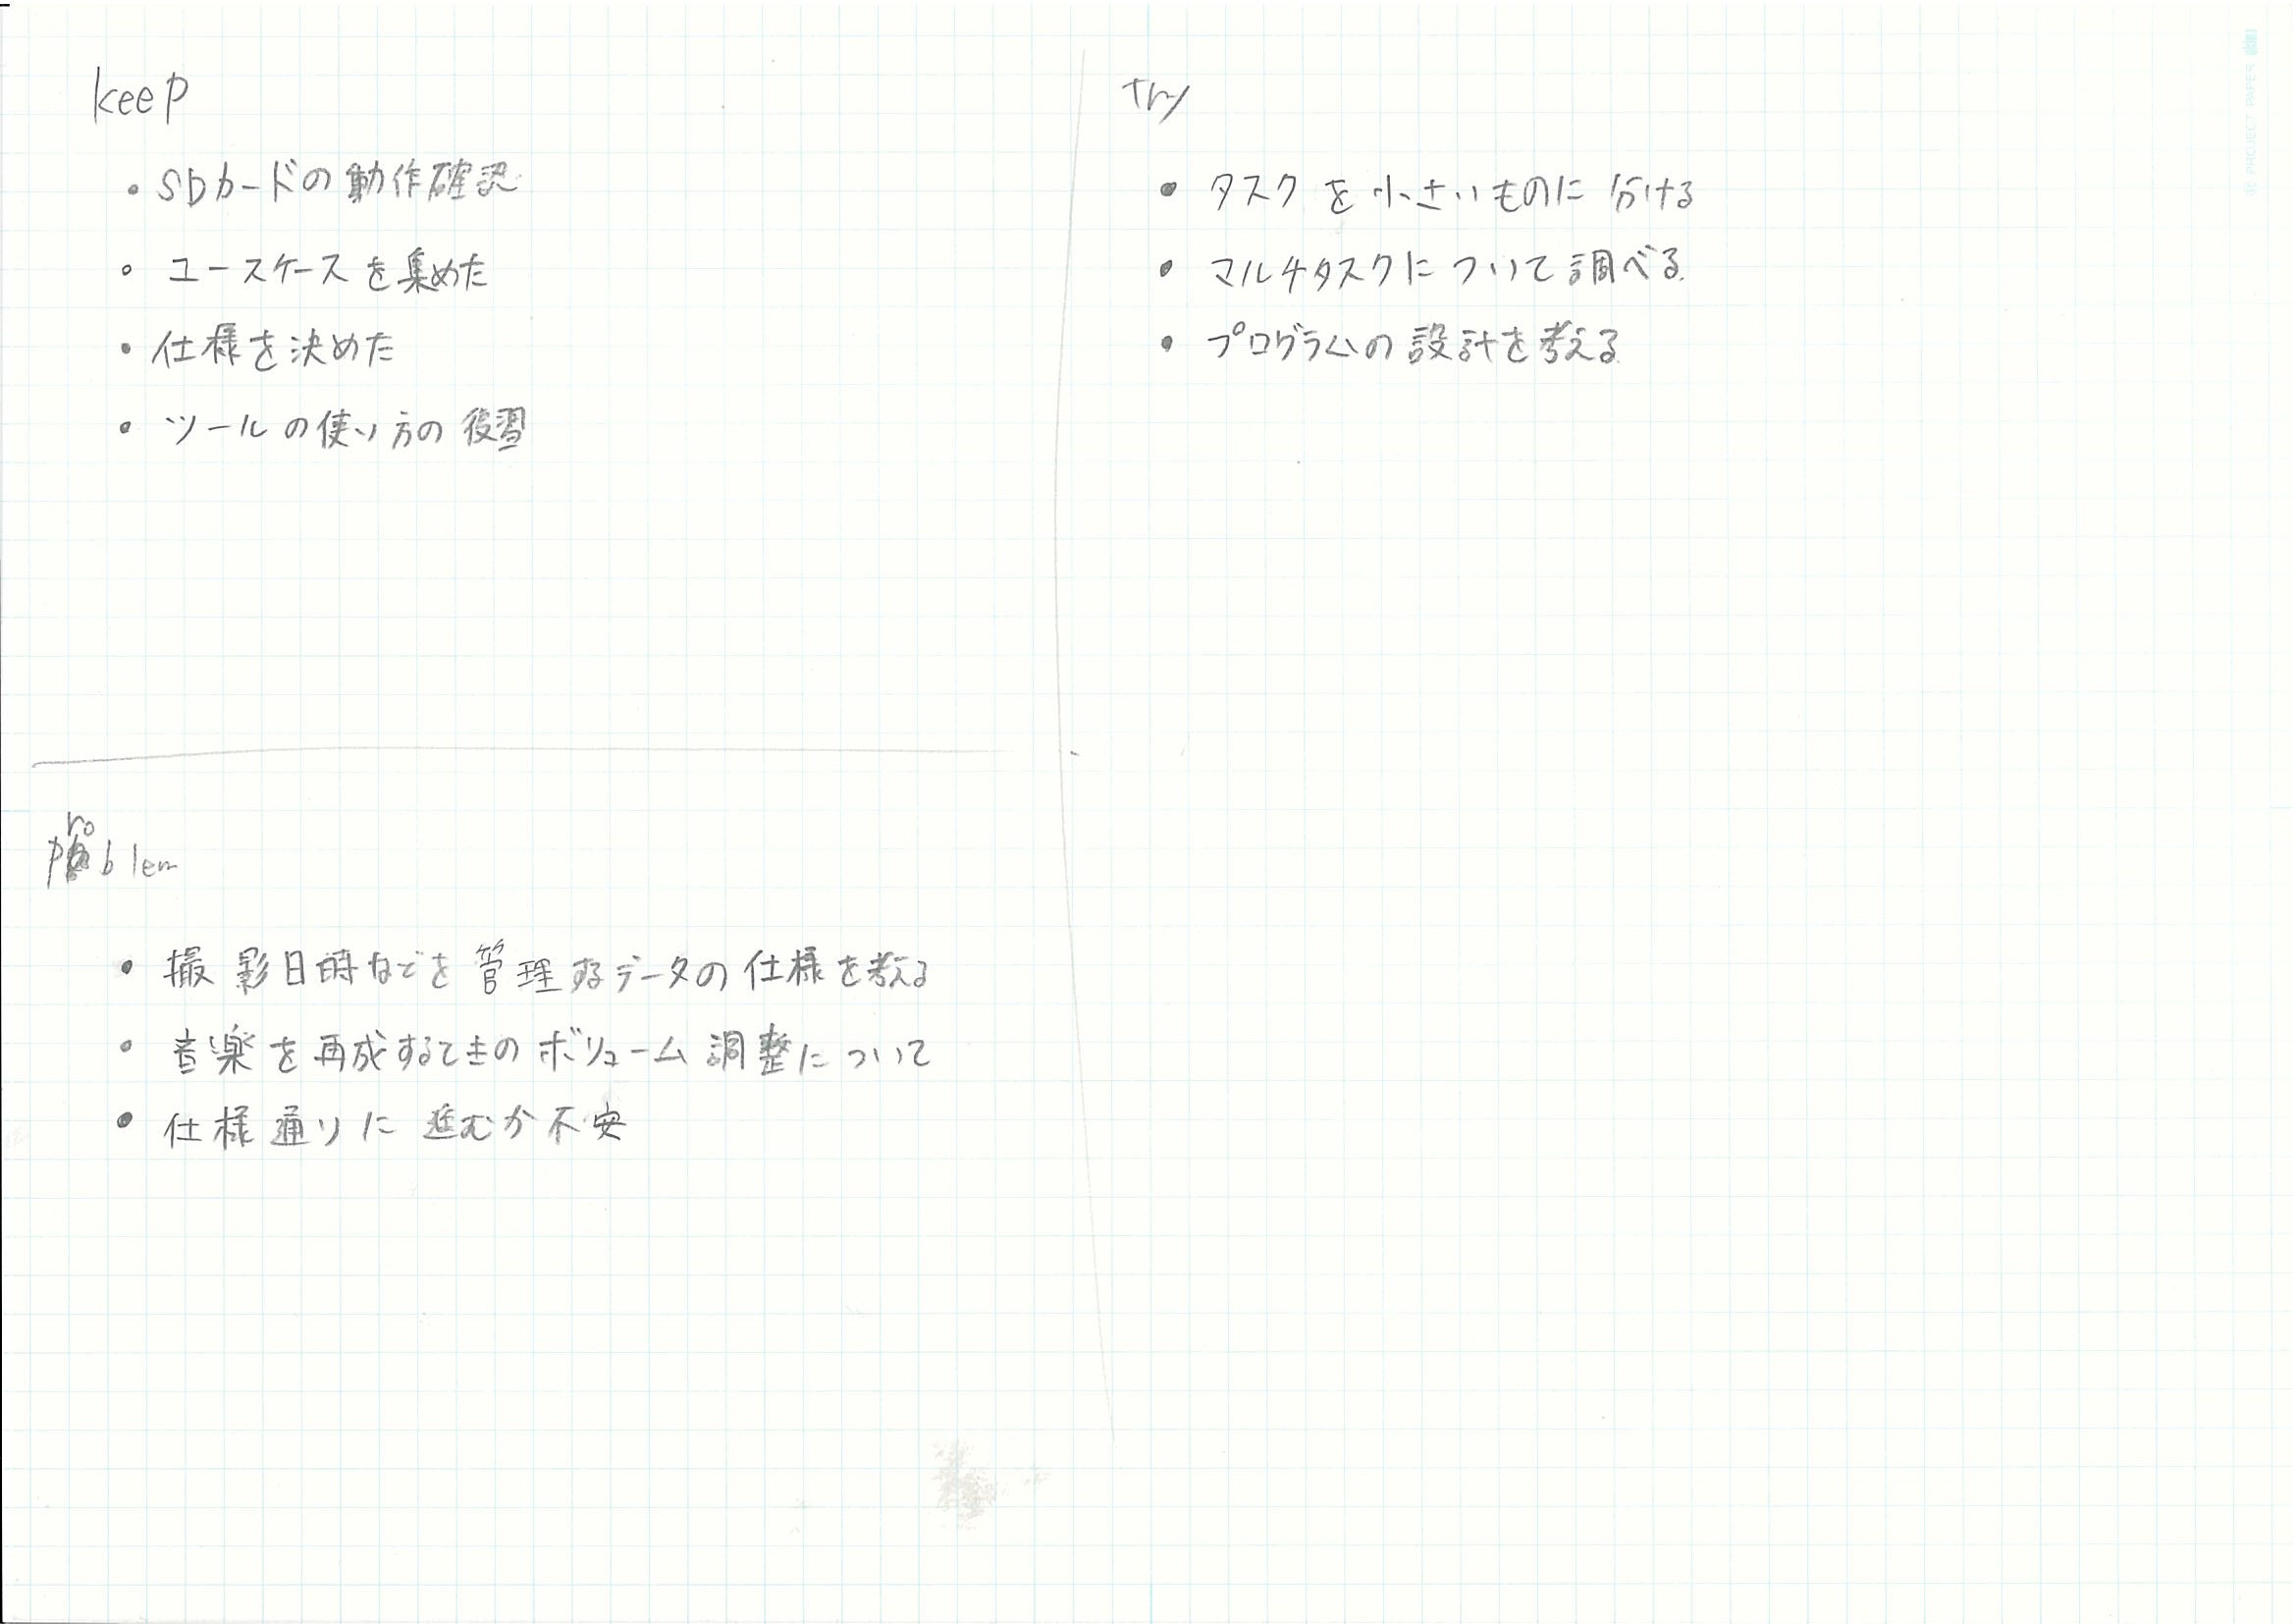 keep
・SDカードの動作確認
・ユースケースを集めた
・仕様を決めた
・ツールの使い方の復習
problem
・撮影日時などを管理するデータの仕様を考える
・音楽を再成するときのボリューム調整について
・仕様通りに進むか不安
try
・タスクを小さいものに分ける
・マルチタスクについて調べる
・プログラムの設計を考える
PROJECT PAPER